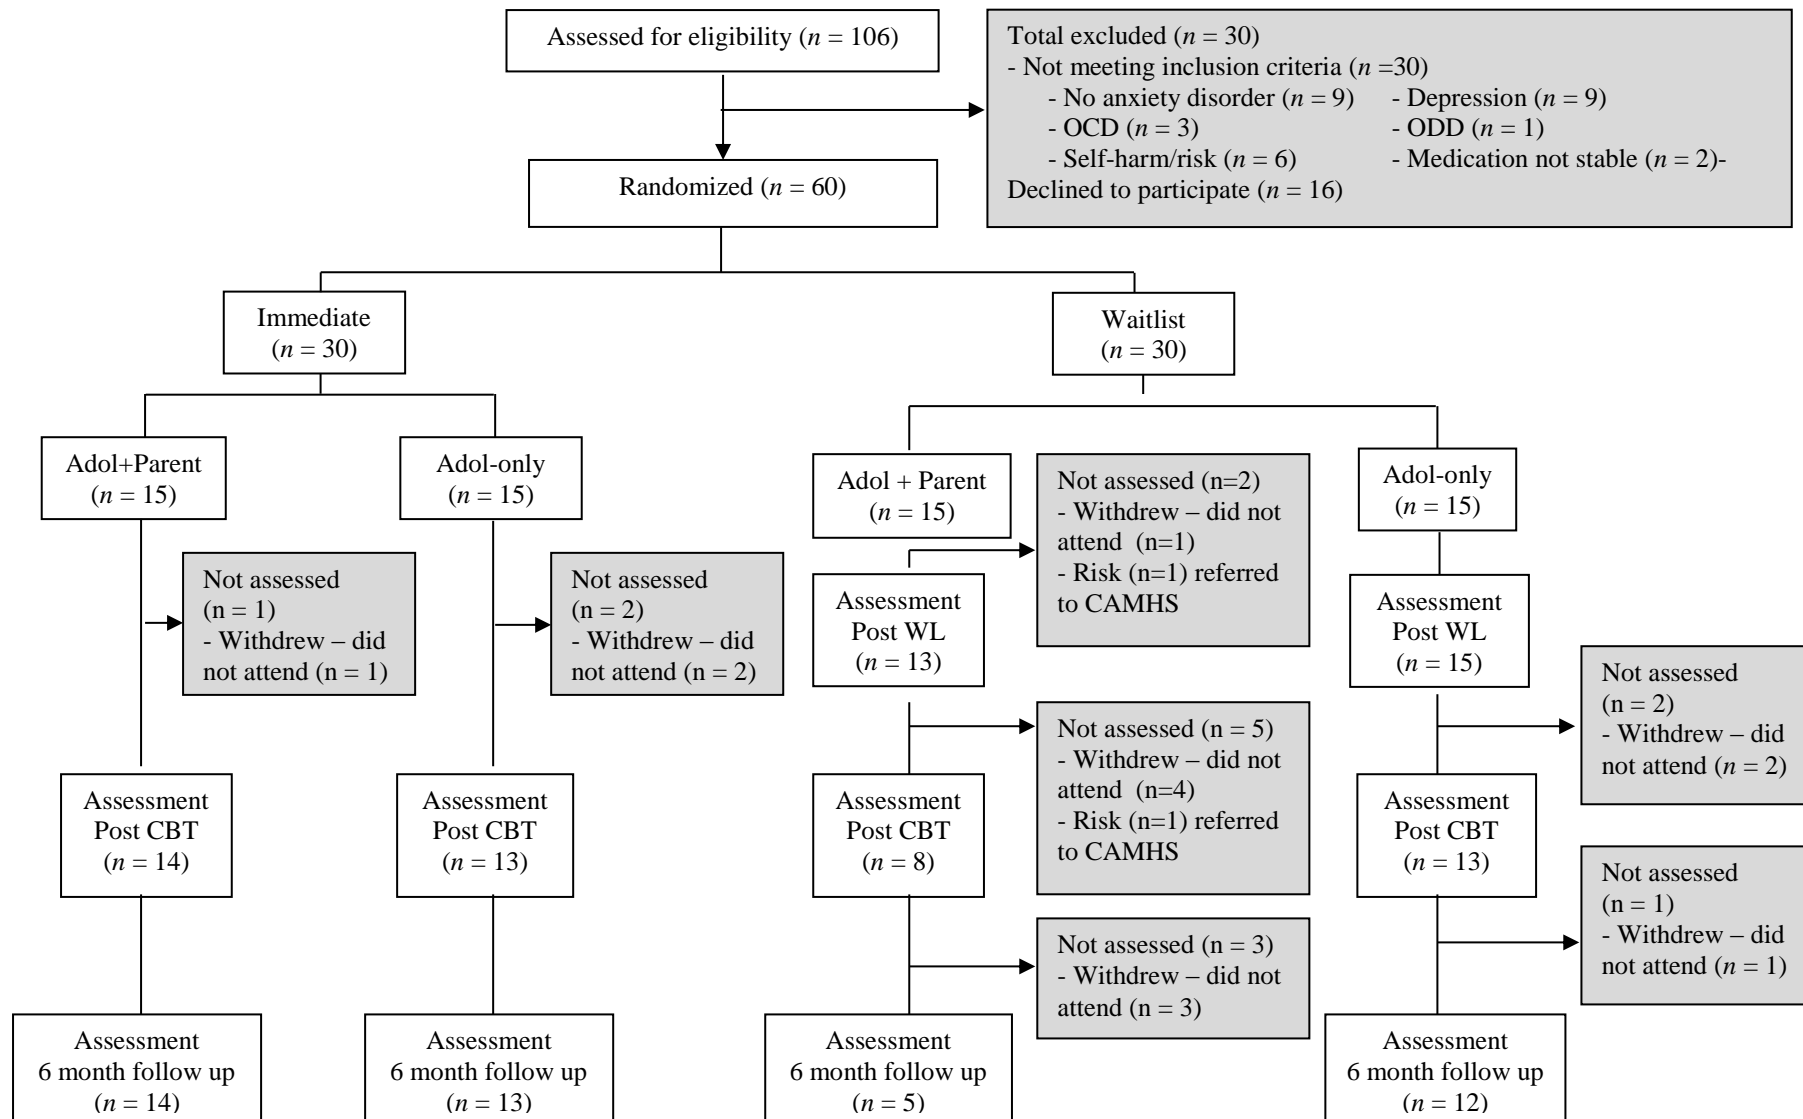 Assessed for eligibility (n = 106)
Total excluded (n = 30)
- Not meeting inclusion criteria (n =30)
- No anxiety disorder (n = 9) - Depression (n = 9)
- OCD (n = 3) - ODD (n = 1)
- Self-harm/risk (n = 6) - Medication not stable (n = 2)-
Declined to participate (n = 16)
Randomized (n = 60)
Immediate
(n = 30)
Waitlist
(n = 30)
Adol+Parent
(n = 15)
Adol-only
(n = 15)
Adol + Parent
(n = 15)
Adol-only
(n = 15)
Not assessed
(n = 1)
- Withdrew – did
not attend (n = 1)
Not assessed
(n = 2)
- Withdrew – did
not attend (n = 2)
Not assessed (n=2)
- Withdrew – did not
attend (n=1)
- Risk (n=1) referred
to CAMHS
Assessment
Post WL
(n = 13)
Assessment
Post WL
(n = 15)
Not assessed (n = 5)
- Withdrew – did not
attend (n=4)
- Risk (n=1) referred
to CAMHS
Not assessed
(n = 2)
- Withdrew – did
not attend (n = 2)
Assessment
Post CBT
(n = 14)
Assessment
Post CBT
(n = 13)
Assessment
Post CBT
(n = 8)
Assessment
Post CBT
(n = 13)
Not assessed (n = 3)
- Withdrew – did not
attend (n = 3)
Not assessed
(n = 1)
- Withdrew – did
not attend (n = 1)
Assessment
6 month follow up
(n = 14)
Assessment
6 month follow up
(n = 13)
Assessment
6 month follow up
(n = 5)
Assessment
6 month follow up
(n = 12)